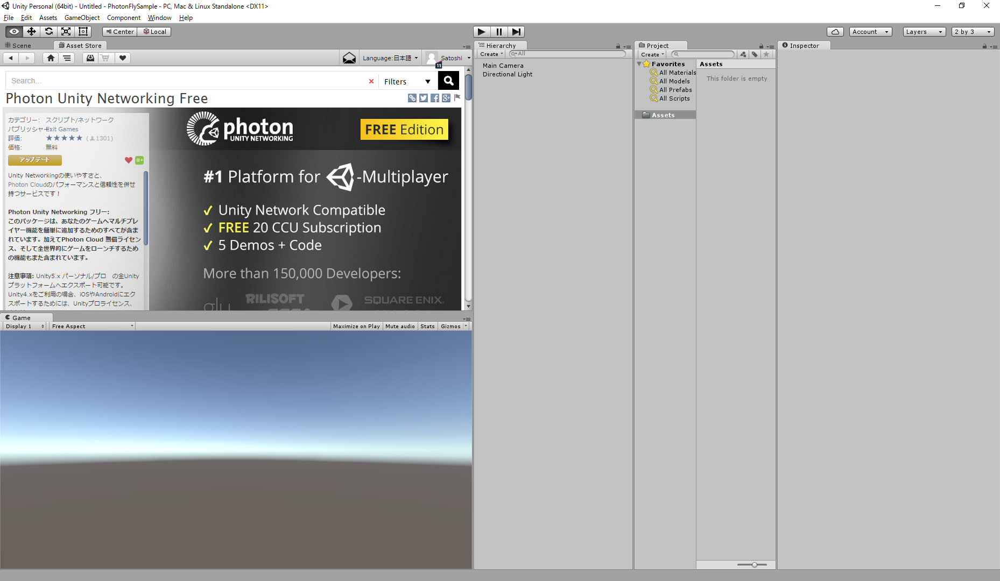 Unity Personal (64bit) - Untitled - PhotonFlySample - PC, Mac & Linux Standalone <DX11>
File Edit Assets GameObject Component Window Help
Center Local
Account Layers 2 by 3
Scene Asset Store
Language:日本語 Satoshi
11
Search...
Filters
Photon Unity Networking Free
カテゴリー: スクリプト/ネットワーク
パブリッシャー: Exit Games
評価: (1301)
価格: 無料
アップデート
Unity Networkingの使いやすさと、
Photon Cloudのパフォーマンスと信頼性を併せ
持つサービスです！
Photon Unity Networking フリー:
このパッケージは、あなたのゲームへマルチプレ
イヤー機能を簡単に追加するためのすべてが含ま
れています。加えてPhoton Cloud 無償ライセン
ス、そして全世界的にゲームをローンチするため
の機能もまた含まれています。
注意事項: Unity5.x パーソナル/プロ の全Unity
プラットフォームへエクスポート可能です。
Unity4.xをご利用の場合、iOSやAndroidにエク
スポートするためには、Unityプロライセンス、
photon
UNITY NETWORKING
FREE Edition
#1 Platform for -Multiplayer
✓ Unity Network Compatible
✓ FREE 20 CCU Subscription
✓ 5 Demos + Code
More than 150,000 Developers:
glu RILISOFT SQUARE ENIX.
Game
Display 1 Free Aspect Maximize on Play Mute audio Stats Gizmos
Hierarchy
Create All
Main Camera
Directional Light
Project
Create
Favorites
All Materials
All Models
All Prefabs
All Scripts
Assets
Assets
This folder is empty
Inspector